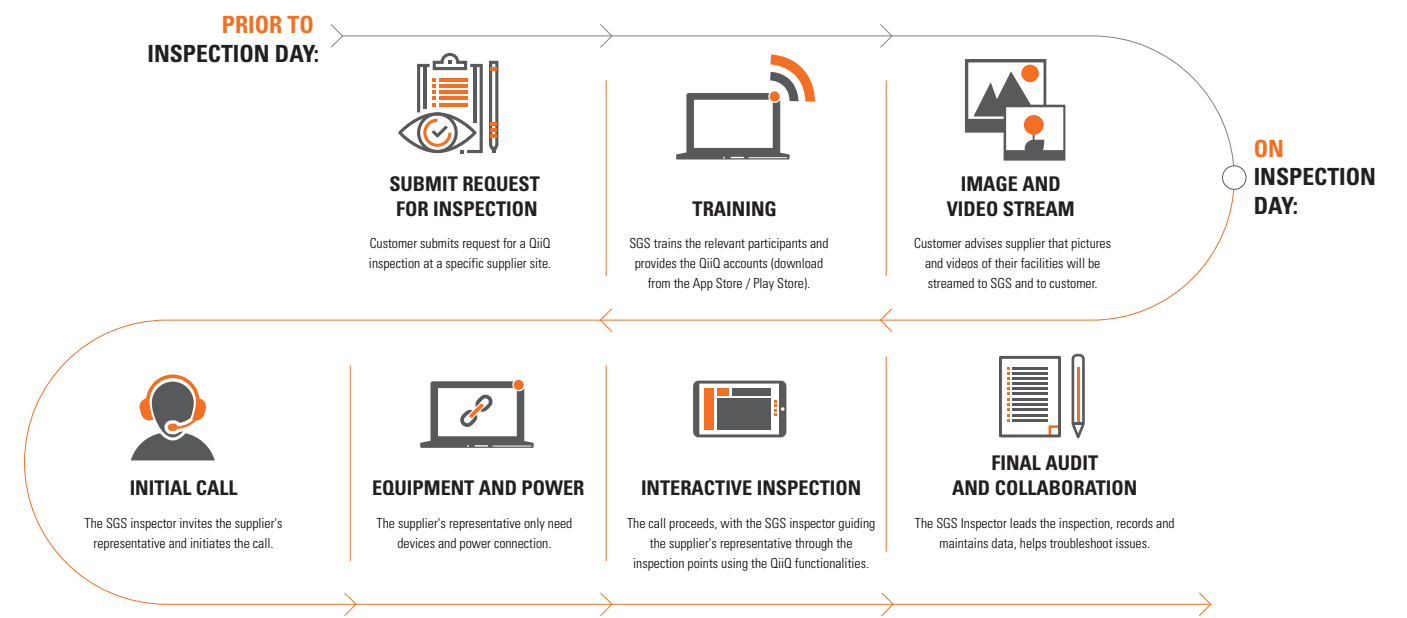 PRIOR TO
INSPECTION DAY:
SUBMIT REQUEST
FOR INSPECTION
Customer submits request for a QiiQ
inspection at a specific supplier site.
TRAINING
SGS trains the relevant participants and
provides the QiiQ accounts (download
from the App Store / Play Store).
IMAGE AND
VIDEO STREAM
Customer advises supplier that pictures
and videos of their facilities will be
streamed to SGS and to customer.
ON
INSPECTION
DAY:
INITIAL CALL
The SGS inspector invites the supplier's
representative and initiates the call.
EQUIPMENT AND POWER
The supplier's representative only need
devices and power connection.
INTERACTIVE INSPECTION
The call proceeds, with the SGS inspector guiding
the supplier's representative through the
inspection points using the QiiQ functionalities.
FINAL AUDIT
AND COLLABORATION
The SGS Inspector leads the inspection, records and
maintains data, helps troubleshoot issues.